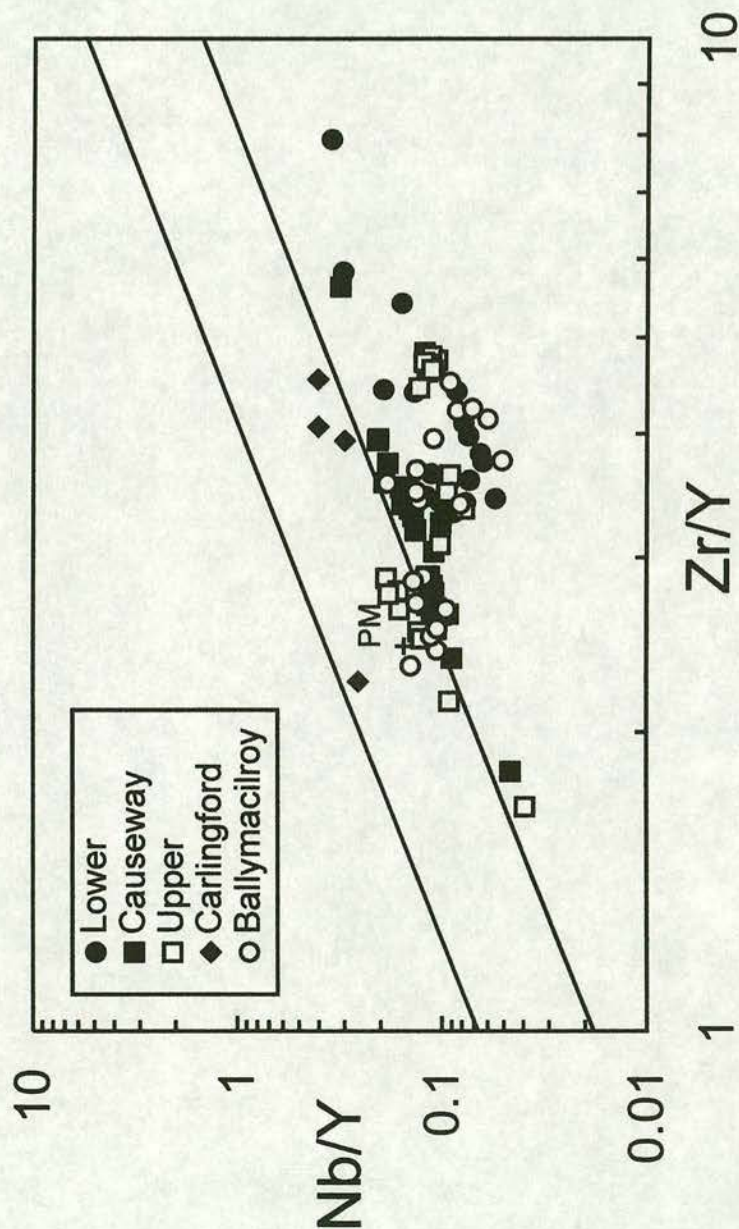 10
1
0.1
0.01
Nb/Y
Lower
Causeway
Upper
Carlingford
Ballymacilroy
PM
1
10
Zr/Y